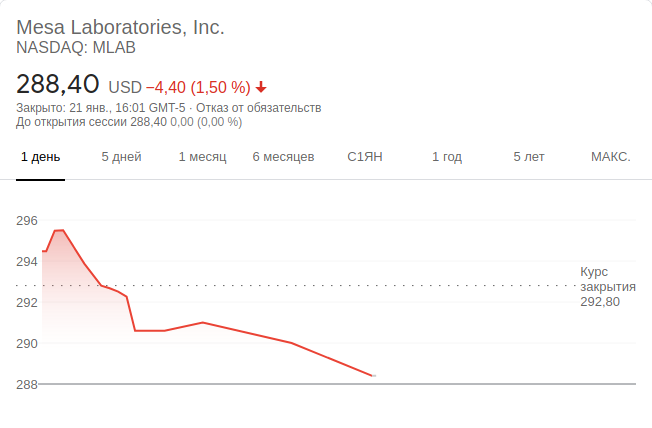 Mesa Laboratories, Inc.
NASDAQ: MLAB
288,40 USD −4,40 (1,50 %)
Закрыто: 21 янв., 16:01 GMT-5 · Отказ от обязательств
До открытия сессии 288,40 0,00 (0,00 %)
1 день 5 дней 1 месяц 6 месяцев С1ЯН 1 год 5 лет МАКС.
296
294
Курс
закрытия
292,80
292
290
288